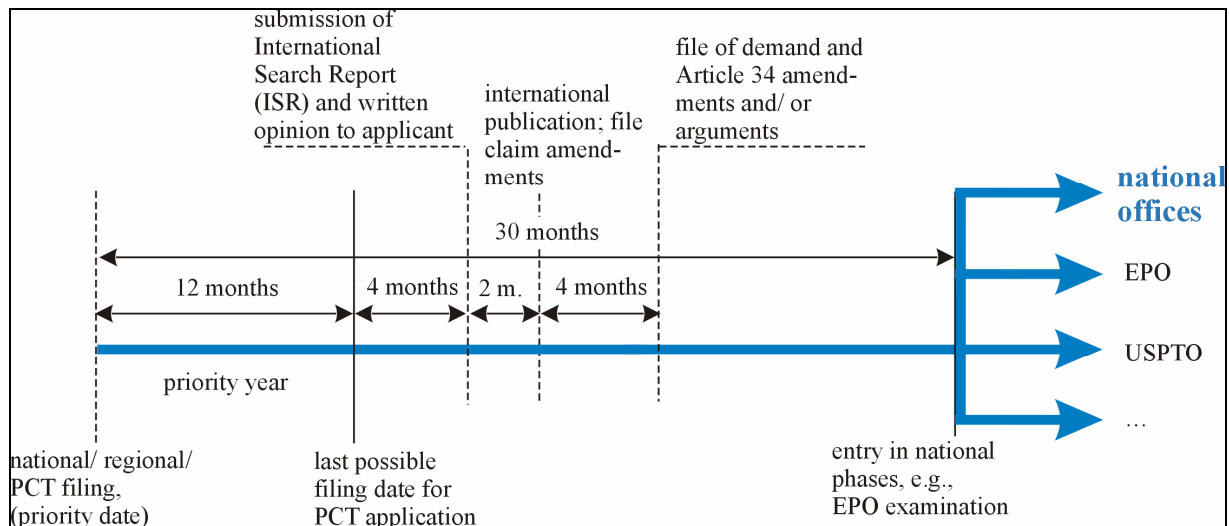 submission of
International
Search Report
(ISR) and written
opinion to applicant
international
publication; file
claim amend-
ments
file of demand and
Article 34 amend-
ments and/ or
arguments
national
offices
30 months
12 months
4 months
2 m.
4 months
EPO
USPTO
...
priority year
national/ regional/
PCT filing,
(priority date)
last possible
filing date for
PCT application
entry in national
phases, e.g.,
EPO examination